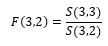 F(3,2) = S(3,3) / S(3,2)